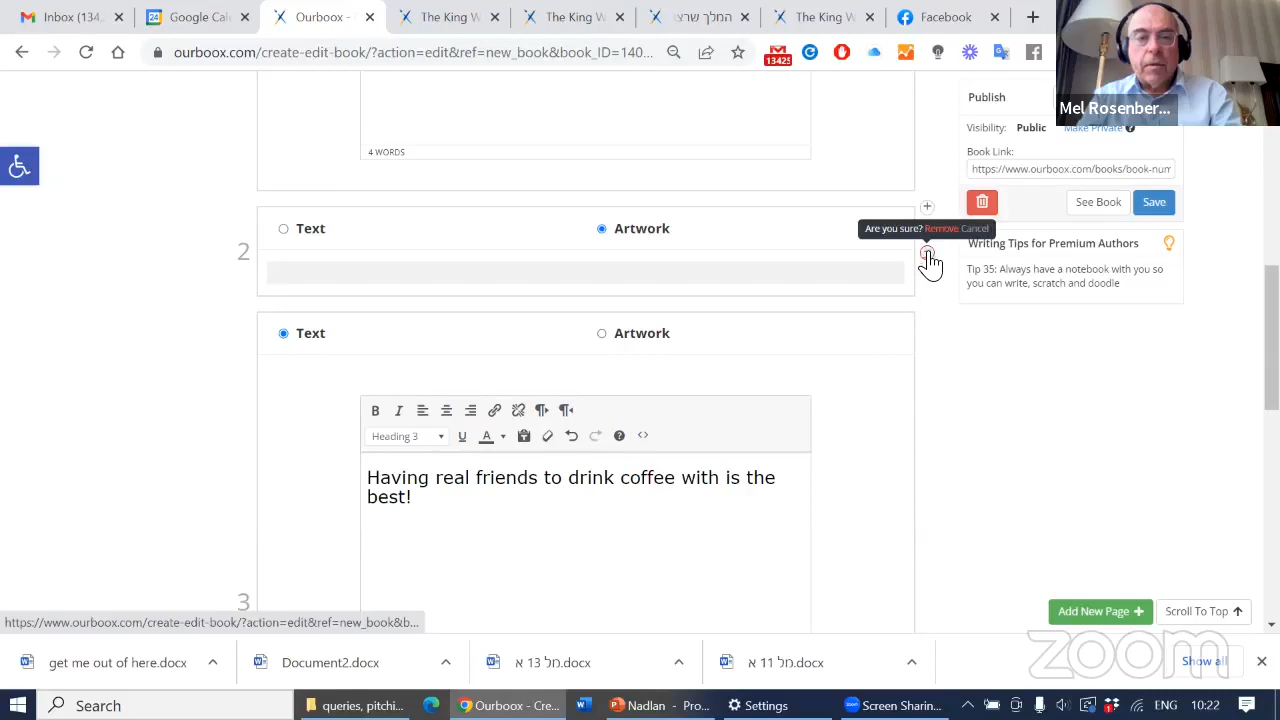 Inbox (134
Google Cal
Ourboox -
The King W
The King W
המלך שרצ
The King W
Facebook
ourboox.com/create-edit-book/?action=edit&ref=new_book&book_ID=140...
13425
Mel Rosenber...
Publish
Visibility: Public Make Private
Book Link:
4 WORDS
https://www.ourboox.com/books/book-num
See Book
Save
Text
Artwork
Are you sure? Remove Cancel
2
Writing Tips for Premium Authors
Tip 35: Always have a notebook with you so
you can write, scratch and doodle
Text
Artwork
B I
Heading 3
U A
Having real friends to drink coffee with is the
best!
3
Add New Page +
Scroll To Top
https://www.ourboox.com/create-edit-book/?action=edit&ref=new_book&b...
zoom
get me out of here.docx
Document2.docx
מל 13 א.docx
מל 11 א.docx
Show all
Search
queries, pitchi
Ourboox - Cre...
Nadlan - Pro...
Settings
Screen Sharing...
ENG
10:22